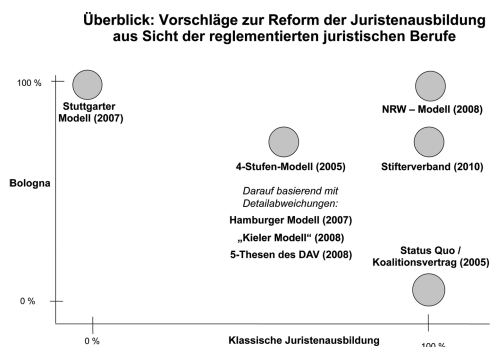 Überblick: Vorschläge zur Reform der Juristenausbildung
aus Sicht der reglementierten juristischen Berufe
100 %
Stuttgarter
Modell (2007)
NRW – Modell (2008)
4-Stufen-Modell (2005)
Stifterverband (2010)
Bologna
Darauf basierend mit
Detailabweichungen:
Hamburger Modell (2007)
„Kieler Modell“ (2008)
5-Thesen des DAV (2008)
Status Quo /
Koalitionsvertrag (2005)
0 %
0 %
Klassische Juristenausbildung
100 %